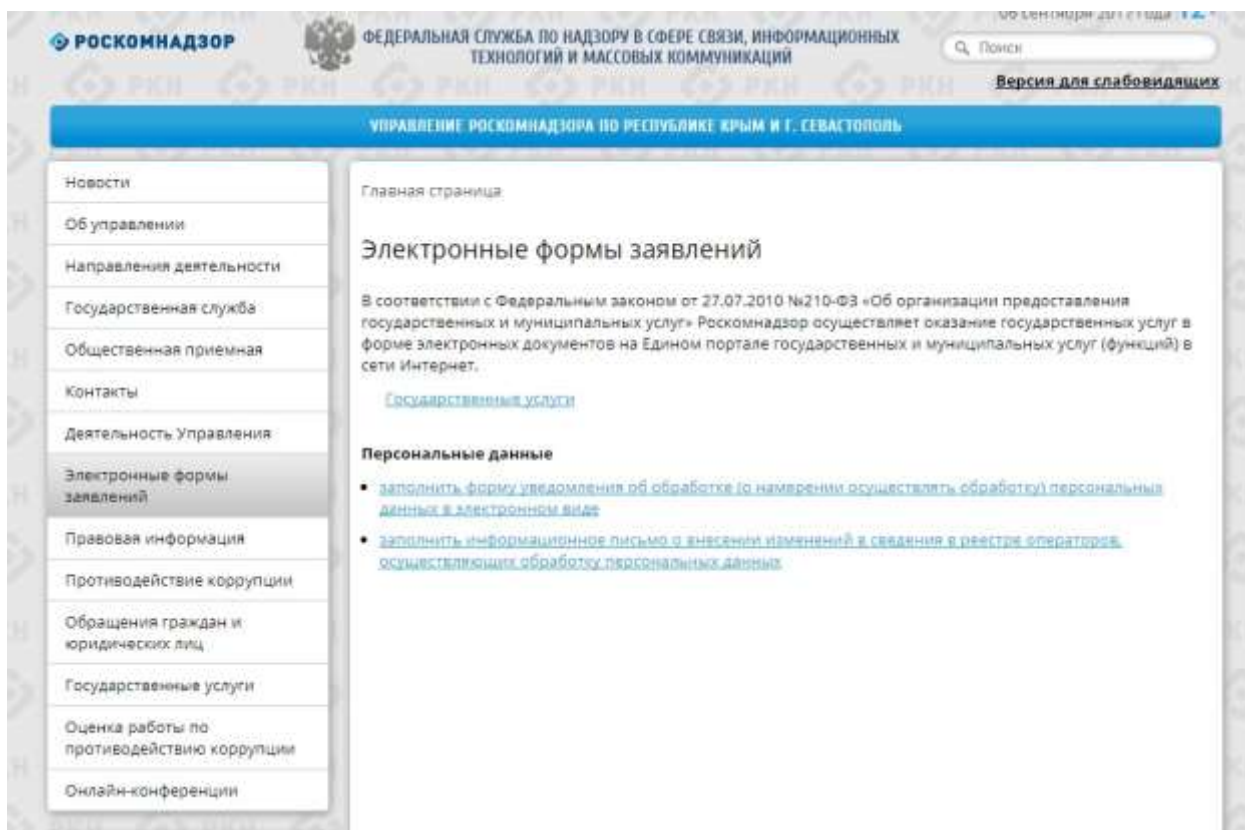 06 сентября 2017 года 12
РОСКОМНАДЗОР
ФЕДЕРАЛЬНАЯ СЛУЖБА ПО НАДЗОРУ В СФЕРЕ СВЯЗИ, ИНФОРМАЦИОННЫХ
ТЕХНОЛОГИЙ И МАССОВЫХ КОММУНИКАЦИЙ
Поиск
Версия для слабовидящих
УПРАВЛЕНИЕ РОСКОМНАДЗОРА ПО РЕСПУБЛИКЕ КРЫМ И Г. СЕВАСТОПОЛЬ
Новости
Об управлении
Направления деятельности
Государственная служба
Общественная приемная
Контакты
Деятельность Управления
Электронные формы
заявлений
Правовая информация
Противодействие коррупции
Обращения граждан и
юридических лиц
Государственные услуги
Оценка работы по
противодействию коррупции
Онлайн-конференции
Главная страница
Электронные формы заявлений
В соответствии с Федеральным законом от 27.07.2010 №210-ФЗ «Об организации предоставления
государственных и муниципальных услуг» Роскомнадзор осуществляет оказание государственных услуг в
форме электронных документов на Едином портале государственных и муниципальных услуг (функций) в
сети Интернет.
Государственные услуги
Персональные данные
заполнить форму уведомления об обработке (о намерении осуществлять обработку) персональных
данных в электронном виде
заполнить информационное письмо о внесении изменений в сведения в реестре операторов,
осуществляющих обработку персональных данных